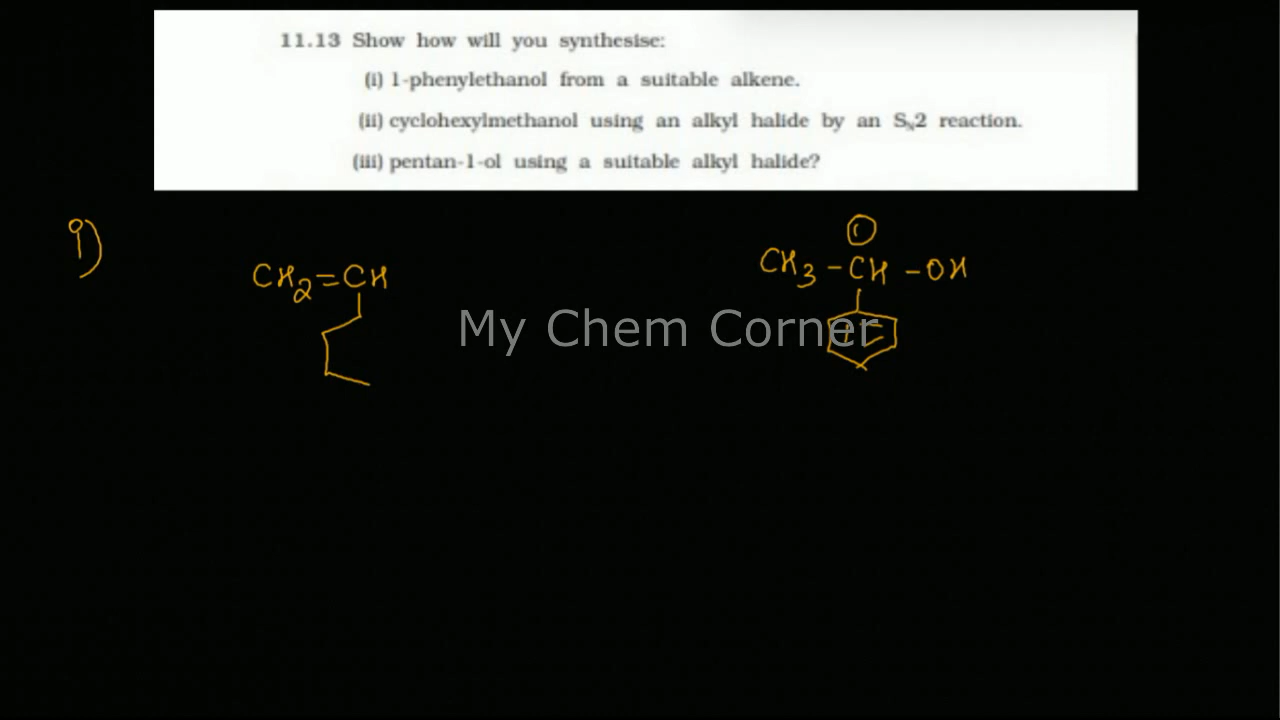 11.13 Show how will you synthesise:
(i) 1-phenylethanol from a suitable alkene.
(ii) cyclohexylmethanol using an alkyl halide by an SN2 reaction.
(iii) pentan-1-ol using a suitable alkyl halide?
i)
CH2=CH
CH3-CH-OH
My Chem Corner